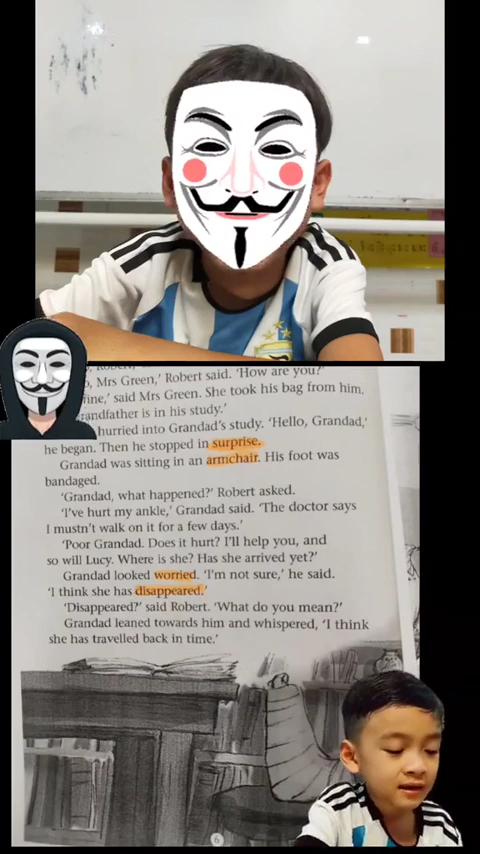 Mrs Green,' Robert said. 'How are you?'
said Mrs Green. She took his bag from him.
grandfather is in his study.'
hurried into Grandad's study. 'Hello, Grandad,'
he began. Then he stopped in surprise.
Grandad was sitting in an armchair. His foot was
bandaged.
'Grandad, what happened?' Robert asked.
'I've hurt my ankle,' Grandad said. 'The doctor says
I mustn't walk on it for a few days.'
'Poor Grandad. Does it hurt? I'll help you, and
so will Lucy. Where is she? Has she arrived yet?'
Grandad looked worried. 'I'm not sure,' he said.
'I think she has disappeared.'
'Disappeared?' said Robert. 'What do you mean?'
Grandad leaned towards him and whispered, 'I think
she has travelled back in time.'
6